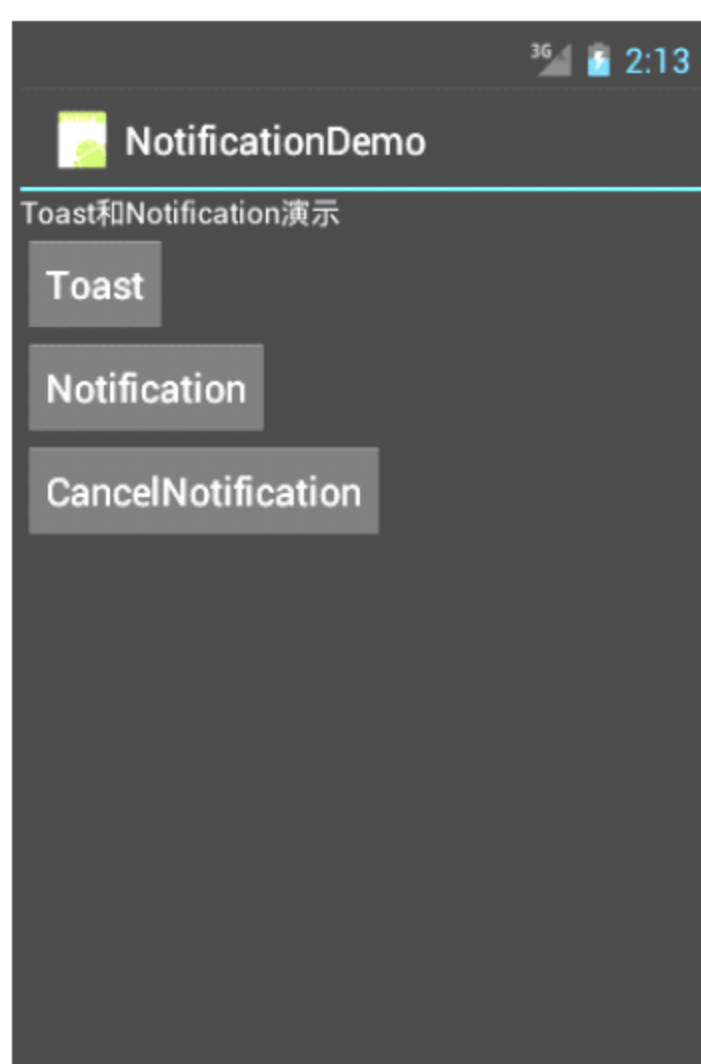 3G 2:13
NotificationDemo
Toast和Notification演示
Toast
Notification
CancelNotification